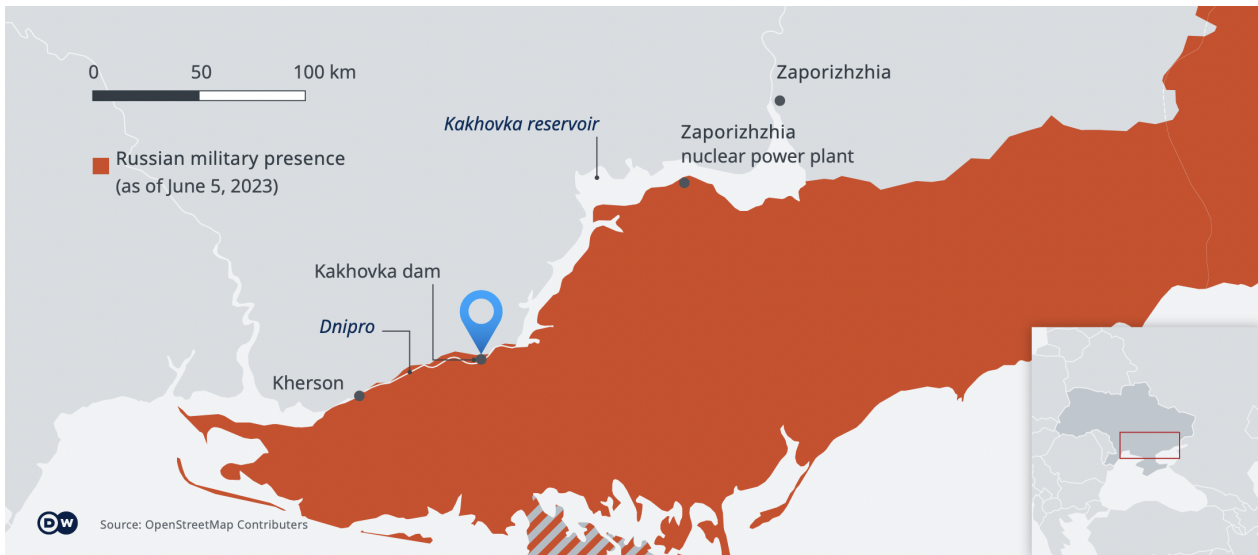 0 50 100 km
Zaporizhzhia
Kakhovka reservoir
Zaporizhzhia
nuclear power plant
Russian military presence
(as of June 5, 2023)
Kakhovka dam
Dnipro
Kherson
DW
Source: OpenStreetMap Contributers